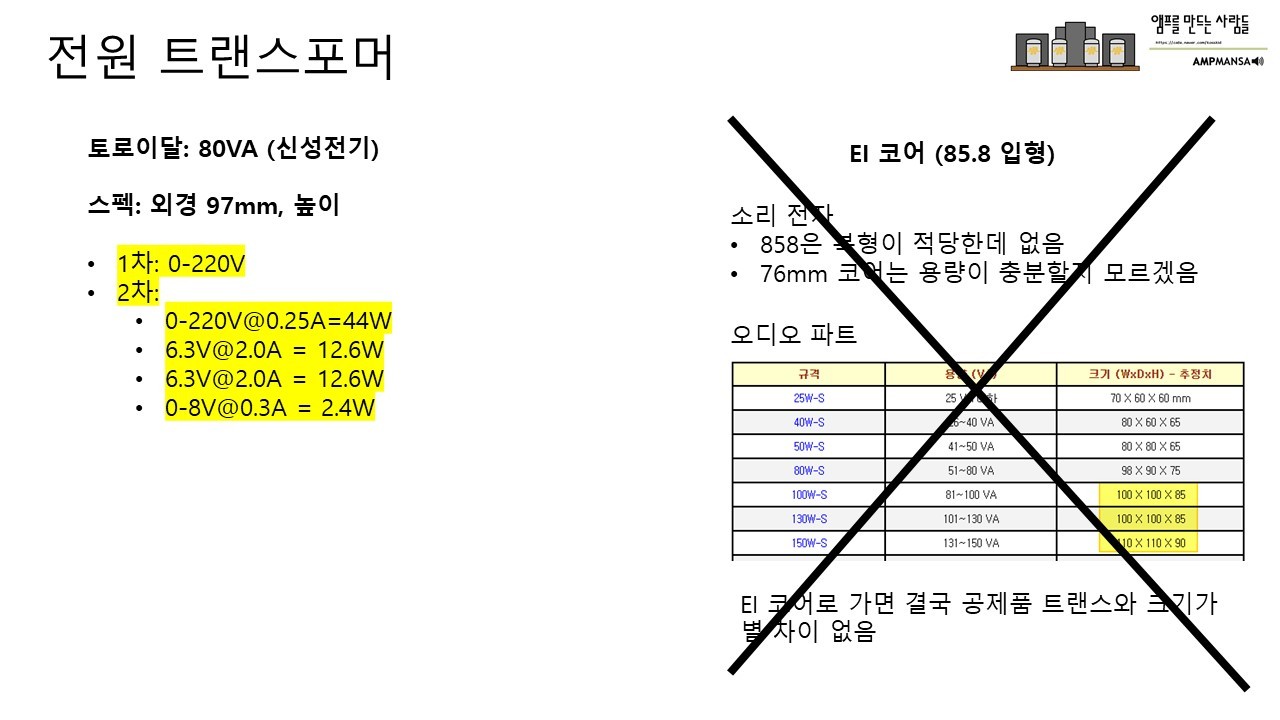 전원 트랜스포머
앰프를 만드는 사람들
AMPMANSA
토로이달: 80VA (신성전기)
스펙: 외경 97mm, 높이
• 1차: 0-220V
• 2차:
• 0-220V@0.25A=44W
• 6.3V@2.0A = 12.6W
• 6.3V@2.0A = 12.6W
• 0-8V@0.3A = 2.4W
EI 코어 (85.8 입형)
소리 전자
• 858은 복형이 적당한데 없음
• 76mm 코어는 용량이 충분할지 모르겠음
오디오 파트
규격 용량 (VA) 크기 (WxDxH) - 추정치
25W-S 25 VA 이하 70 X 60 X 60 mm
40W-S 26~40 VA 80 X 60 X 65
50W-S 41~50 VA 80 X 80 X 65
80W-S 51~80 VA 98 X 90 X 75
100W-S 81~100 VA 100 X 100 X 85
130W-S 101~130 VA 100 X 100 X 85
150W-S 131~150 VA 110 X 110 X 90
EI 코어로 가면 결국 공제품 트랜스와 크기가
별 차이 없음